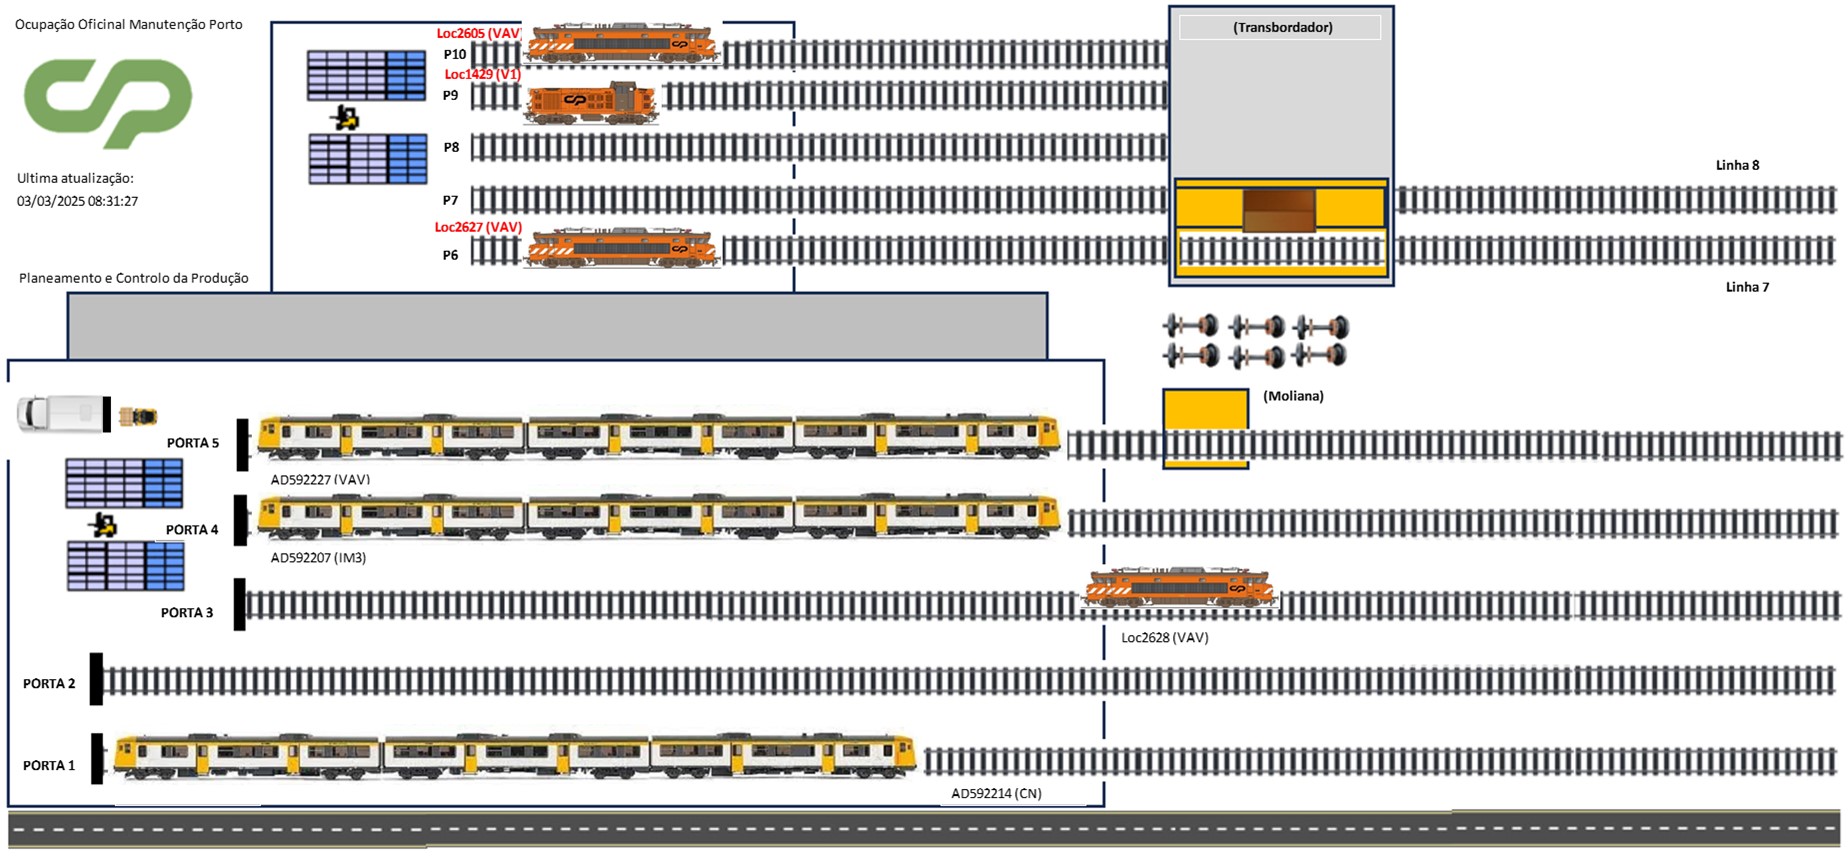 Ocupação Oficinal Manutenção Porto
Ultima atualização:
03/03/2025 08:31:27
Planeamento e Controlo da Produção
Loc2605 (VAV)
P10
Loc1429 (V1)
P9
P8
P7
Loc2627 (VAV)
P6
(Transbordador)
Linha 8
Linha 7
(Moliana)
PORTA 5
AD592227 (VAV)
PORTA 4
AD592207 (IM3)
PORTA 3
Loc2628 (VAV)
PORTA 2
PORTA 1
AD592214 (CN)